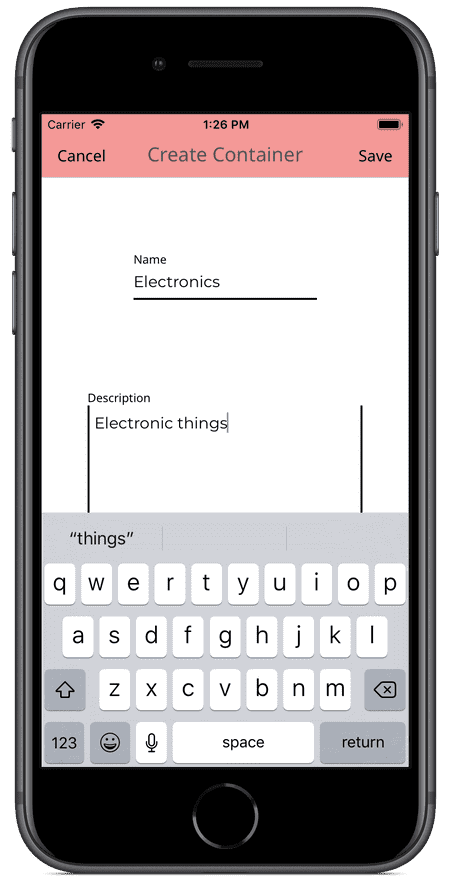 Carrier 1:26 PM
Cancel Create Container Save
Name
Electronics
Description
Electronic things
“things”
q w e r t y u i o p
a s d f g h j k l
z x c v b n m
123 space return